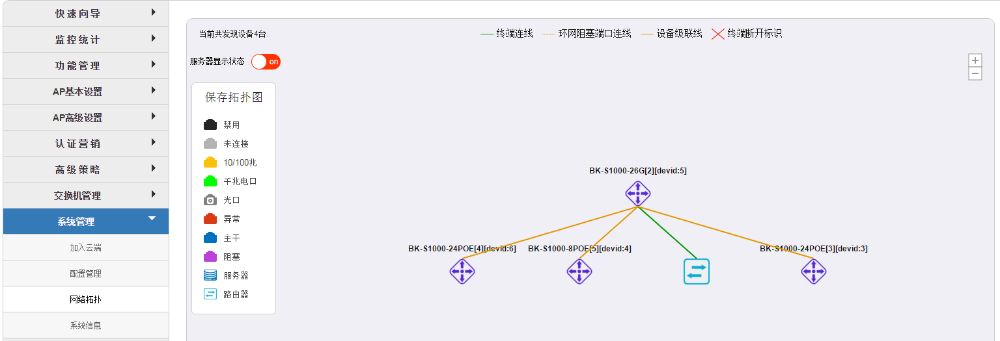 快速向导
监控统计
功能管理
AP基本设置
AP高级设置
认证营销
高级策略
交换机管理
系统管理
加入云端
配置管理
网络拓扑
系统信息
当前共发现设备4台.
终端连线 环网阻塞端口连线 设备级联线 终端断开标识
服务器显示状态 on
保存拓扑图
禁用
未连接
10/100兆
千兆电口
光口
异常
主干
阻塞
服务器
路由器
+
−
BK-S1000-26G[2][devid:5]
BK-S1000-24POE[4][devid:6] BK-S1000-8POE[5][devid:4] BK-S1000-24POE[3][devid:3]